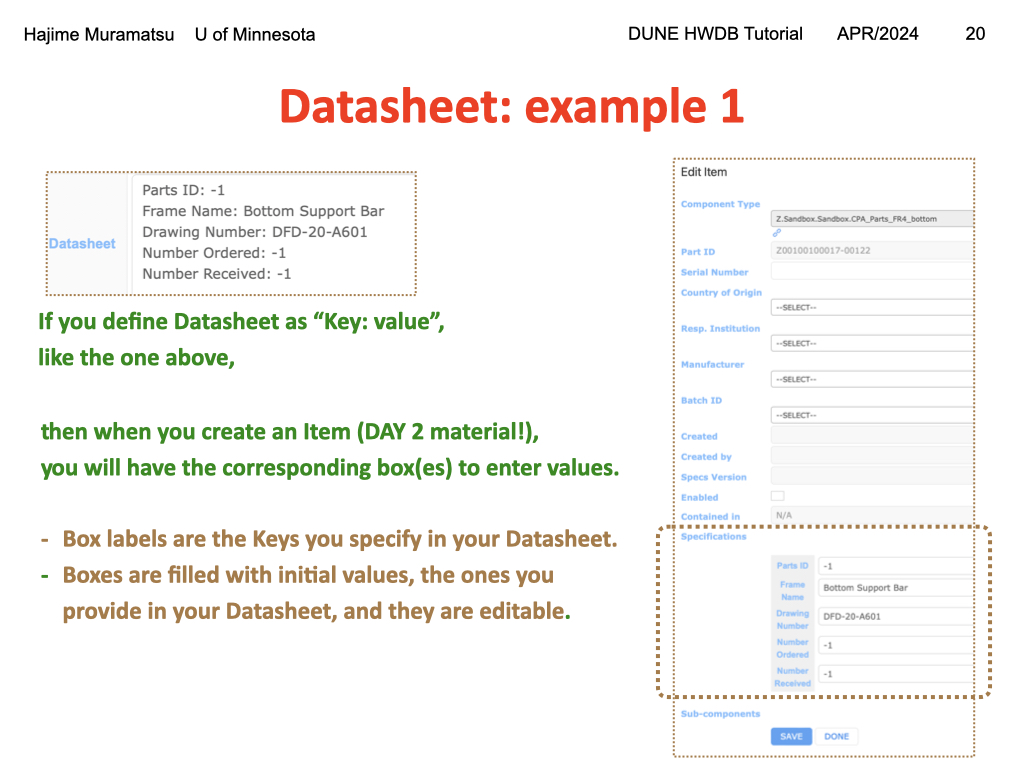 Hajime Muramatsu U of Minnesota DUNE HWDB Tutorial APR/2024 20
Datasheet: example 1
Datasheet
Parts ID: -1
Frame Name: Bottom Support Bar
Drawing Number: DFD-20-A601
Number Ordered: -1
Number Received: -1
If you define Datasheet as “Key: value”,
like the one above,
then when you create an Item (DAY 2 material!),
you will have the corresponding box(es) to enter values.
- Box labels are the Keys you specify in your Datasheet.
- Boxes are filled with initial values, the ones you
provide in your Datasheet, and they are editable.
Edit Item
Component Type
Z.Sandbox.Sandbox.CPA_Parts_FR4_bottom
Part ID Z00100100017-00122
Serial Number
Country of Origin
--SELECT--
Resp. Institution
--SELECT--
Manufacturer
--SELECT--
Batch ID
--SELECT--
Created
Created by
Specs Version
Enabled
Contained in N/A
Specifications
Parts ID -1
Frame
Name
Bottom Support Bar
Drawing
Number
DFD-20-A601
Number
Ordered
-1
Number
Received
-1
Sub-components
SAVE DONE